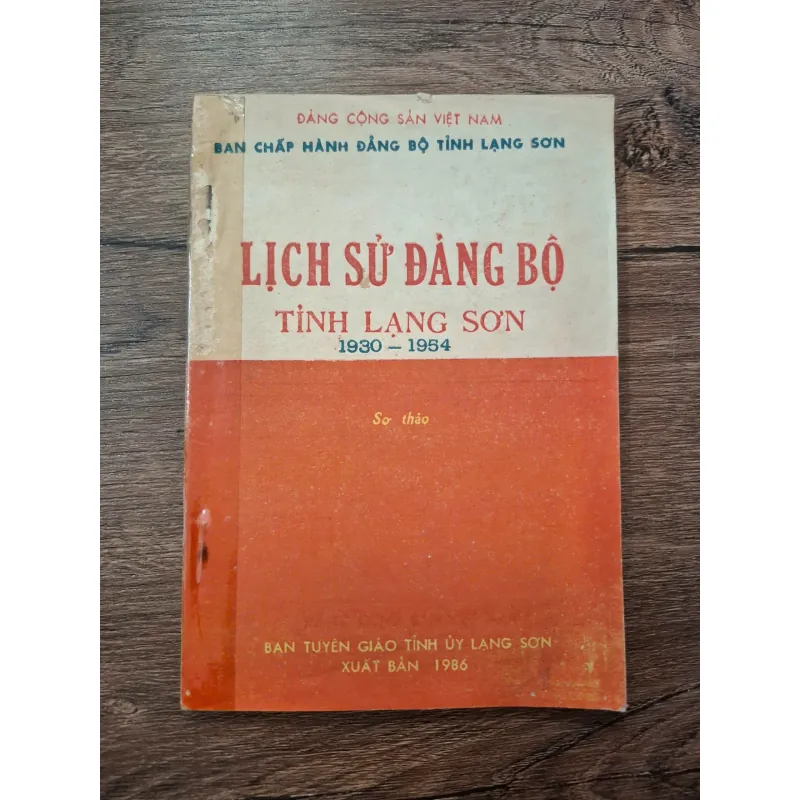 ĐẢNG CỘNG SẢN VIỆT NAM
BAN CHẤP HÀNH ĐẢNG BỘ TỈNH LẠNG SƠN
LỊCH SỬ ĐẢNG BỘ
TỈNH LẠNG SƠN
1930 – 1954
Sơ thảo
BAN TUYÊN GIÁO TỈNH ỦY LẠNG SƠN
XUẤT BẢN 1986